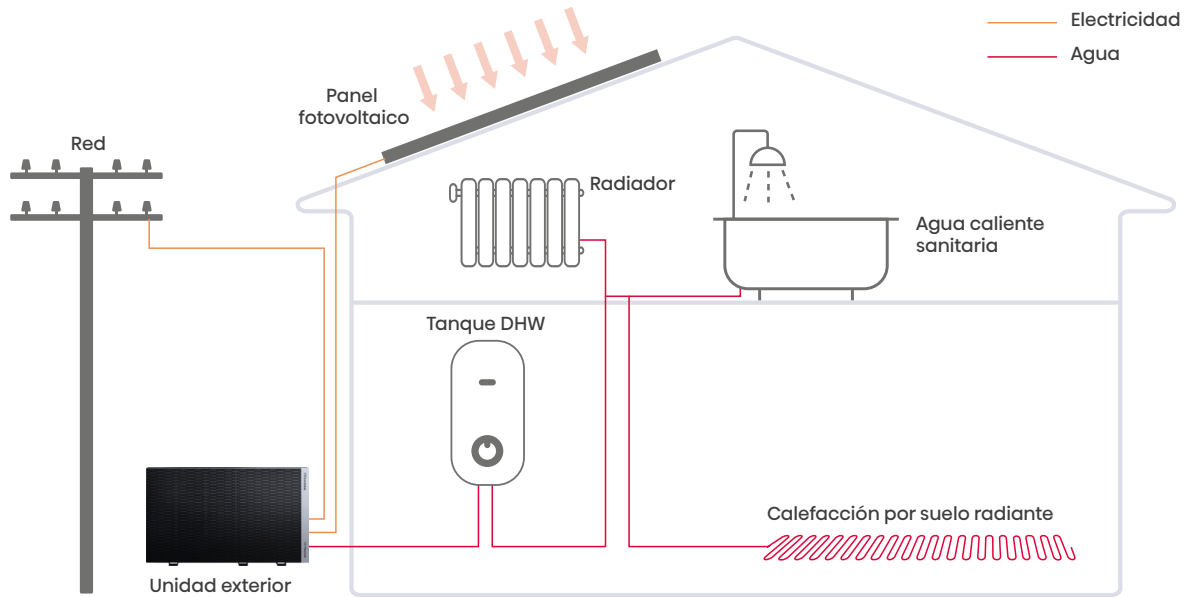 Electricidad
Agua
Panel
fotovoltaico
Red
Radiador
Agua caliente
sanitaria
Tanque DHW
Calefacción por suelo radiante
Unidad exterior